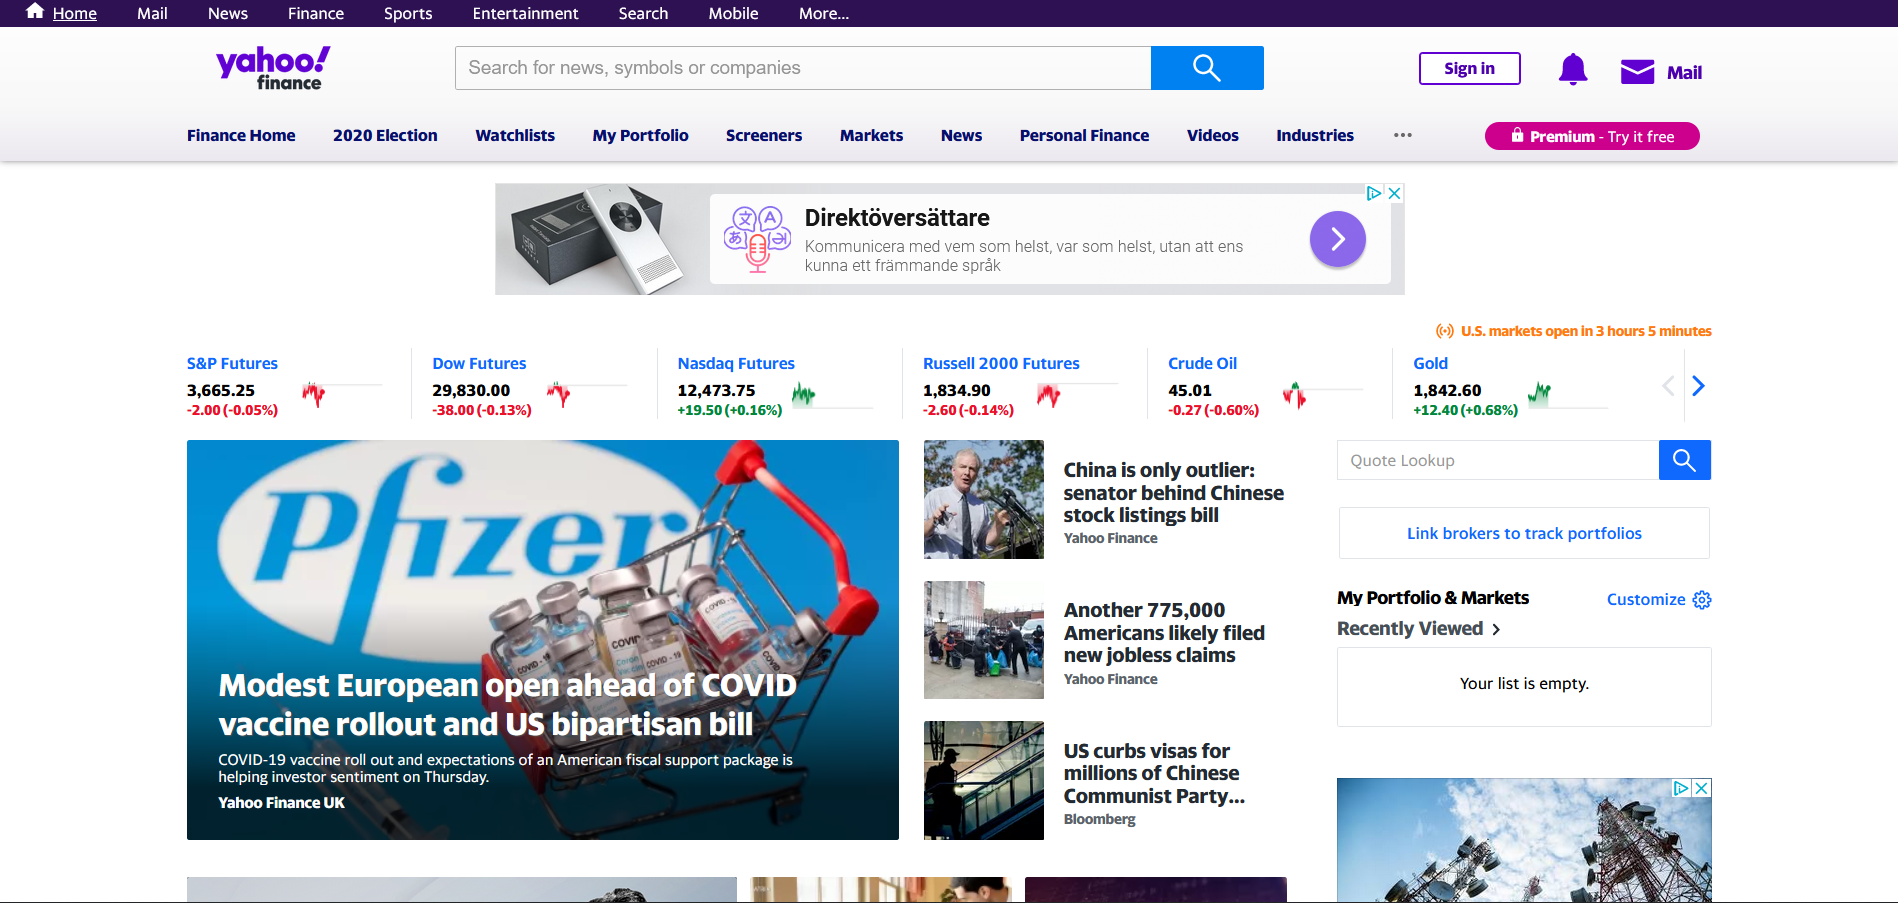 Home Mail News Finance Sports Entertainment Search Mobile More...
yahoo!
finance
Search for news, symbols or companies
Sign in
Mail
Finance Home 2020 Election Watchlists My Portfolio Screeners Markets News Personal Finance Videos Industries ...
Premium - Try it free
Direktöversättare
Kommunicera med vem som helst, var som helst, utan att ens
kunna ett främmande språk
U.S. markets open in 3 hours 5 minutes
S&P Futures
3,665.25
-2.00 (-0.05%)
Dow Futures
29,830.00
-38.00 (-0.13%)
Nasdaq Futures
12,473.75
+19.50 (+0.16%)
Russell 2000 Futures
1,834.90
-2.60 (-0.14%)
Crude Oil
45.01
-0.27 (-0.60%)
Gold
1,842.60
+12.40 (+0.68%)
Pfizer
COVID-19
COVID-19
COVID-19
Modest European open ahead of COVID
vaccine rollout and US bipartisan bill
COVID-19 vaccine roll out and expectations of an American fiscal support package is
helping investor sentiment on Thursday.
Yahoo Finance UK
China is only outlier:
senator behind Chinese
stock listings bill
Yahoo Finance
Another 775,000
Americans likely filed
new jobless claims
Yahoo Finance
US curbs visas for
millions of Chinese
Communist Party...
Bloomberg
Quote Lookup
Link brokers to track portfolios
My Portfolio & Markets
Customize
Recently Viewed
Your list is empty.